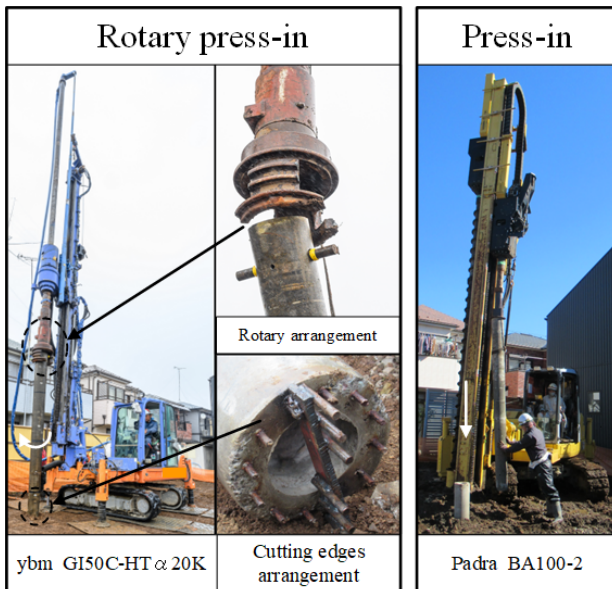 Rotary press-in
Press-in
Rotary arrangement
ybm GI50C-HTα20K
Cutting edges
arrangement
Padra BA100-2